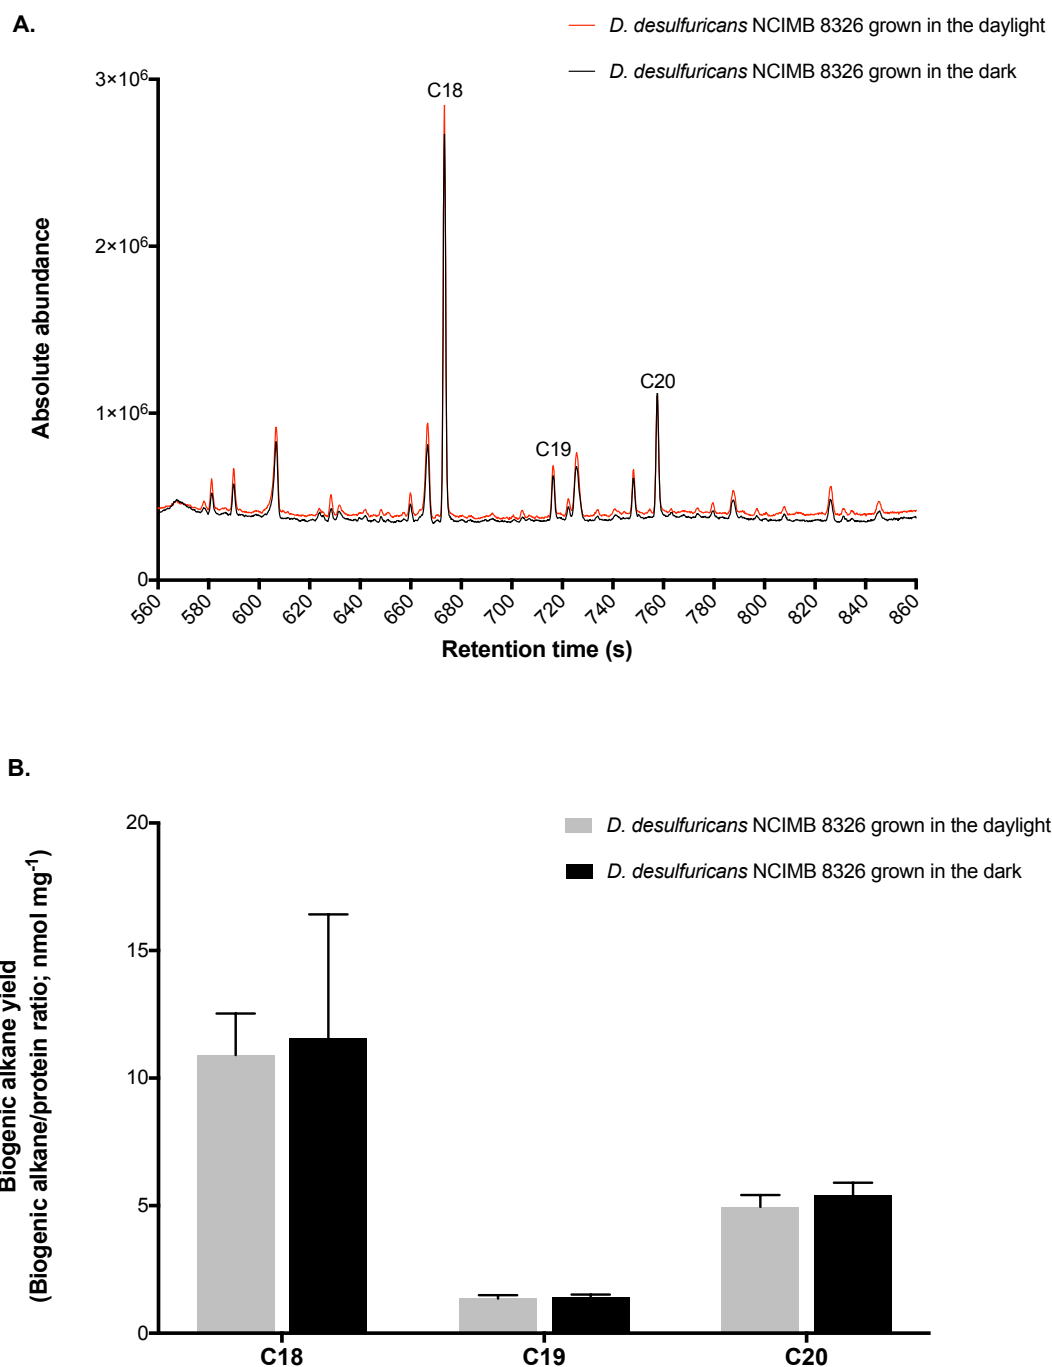 A.
D. desulfuricans NCIMB 8326 grown in the daylight
D. desulfuricans NCIMB 8326 grown in the dark
3×10⁶
2×10⁶
1×10⁶
0
Absolute abundance
C18
C19
C20
560 580 600 620 640 660 680 700 720 740 760 780 800 820 840 860
Retention time (s)
B.
D. desulfuricans NCIMB 8326 grown in the daylight
D. desulfuricans NCIMB 8326 grown in the dark
20
15
10
5
0
Biogenic alkane yield
(Biogenic alkane/protein ratio; nmol mg⁻¹)
C18 C19 C20